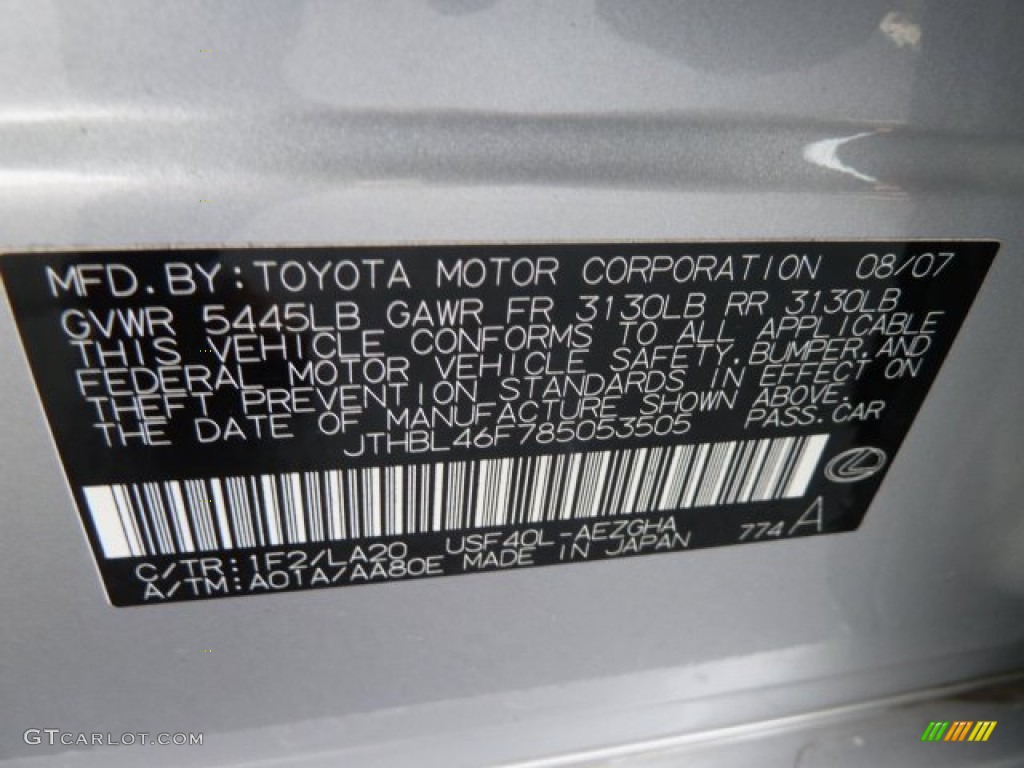 MFD. BY: TOYOTA MOTOR CORPORATION 08/07
GVWR 5445LB GAWR FR 3130LB RR 3130LB
THIS VEHICLE CONFORMS TO ALL APPLICABLE
FEDERAL MOTOR VEHICLE SAFETY, BUMPER, AND
THEFT PREVENTION STANDARDS IN EFFECT ON
THE DATE OF MANUFACTURE SHOWN ABOVE.
JTHBL46F785053505 PASS. CAR
C/TR: 1F2/LA20 USF40L-AEZGHA 774 A
A/TM: A01A/AA80E MADE IN JAPAN
GTCARLOT.COM